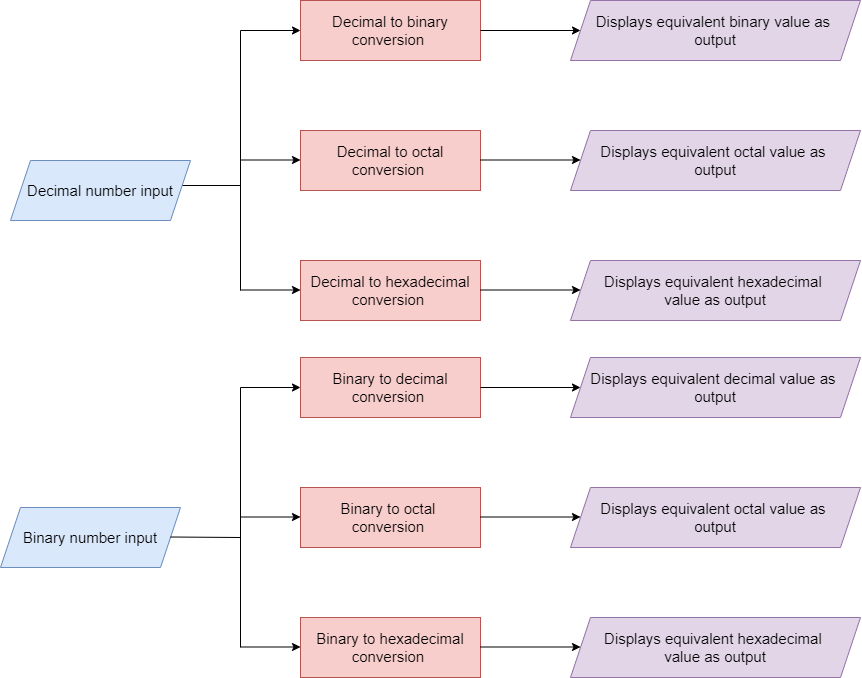 Decimal to binary
conversion
Displays equivalent binary value as
output
Decimal number input
Decimal to octal
conversion
Displays equivalent octal value as
output
Decimal to hexadecimal
conversion
Displays equivalent hexadecimal
value as output
Binary to decimal
conversion
Displays equivalent decimal value as
output
Binary number input
Binary to octal
conversion
Displays equivalent octal value as
output
Binary to hexadecimal
conversion
Displays equivalent hexadecimal
value as output